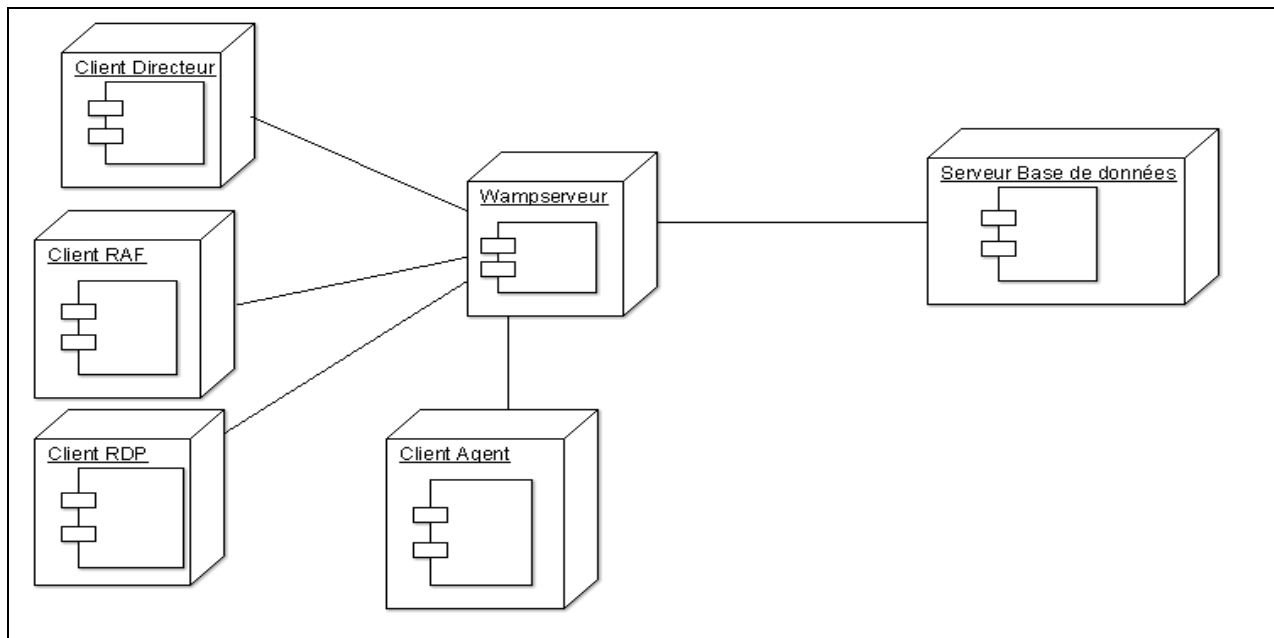 Client Directeur
Wampserveur
Serveur Base de données
Client RAF
Client RDP
Client Agent